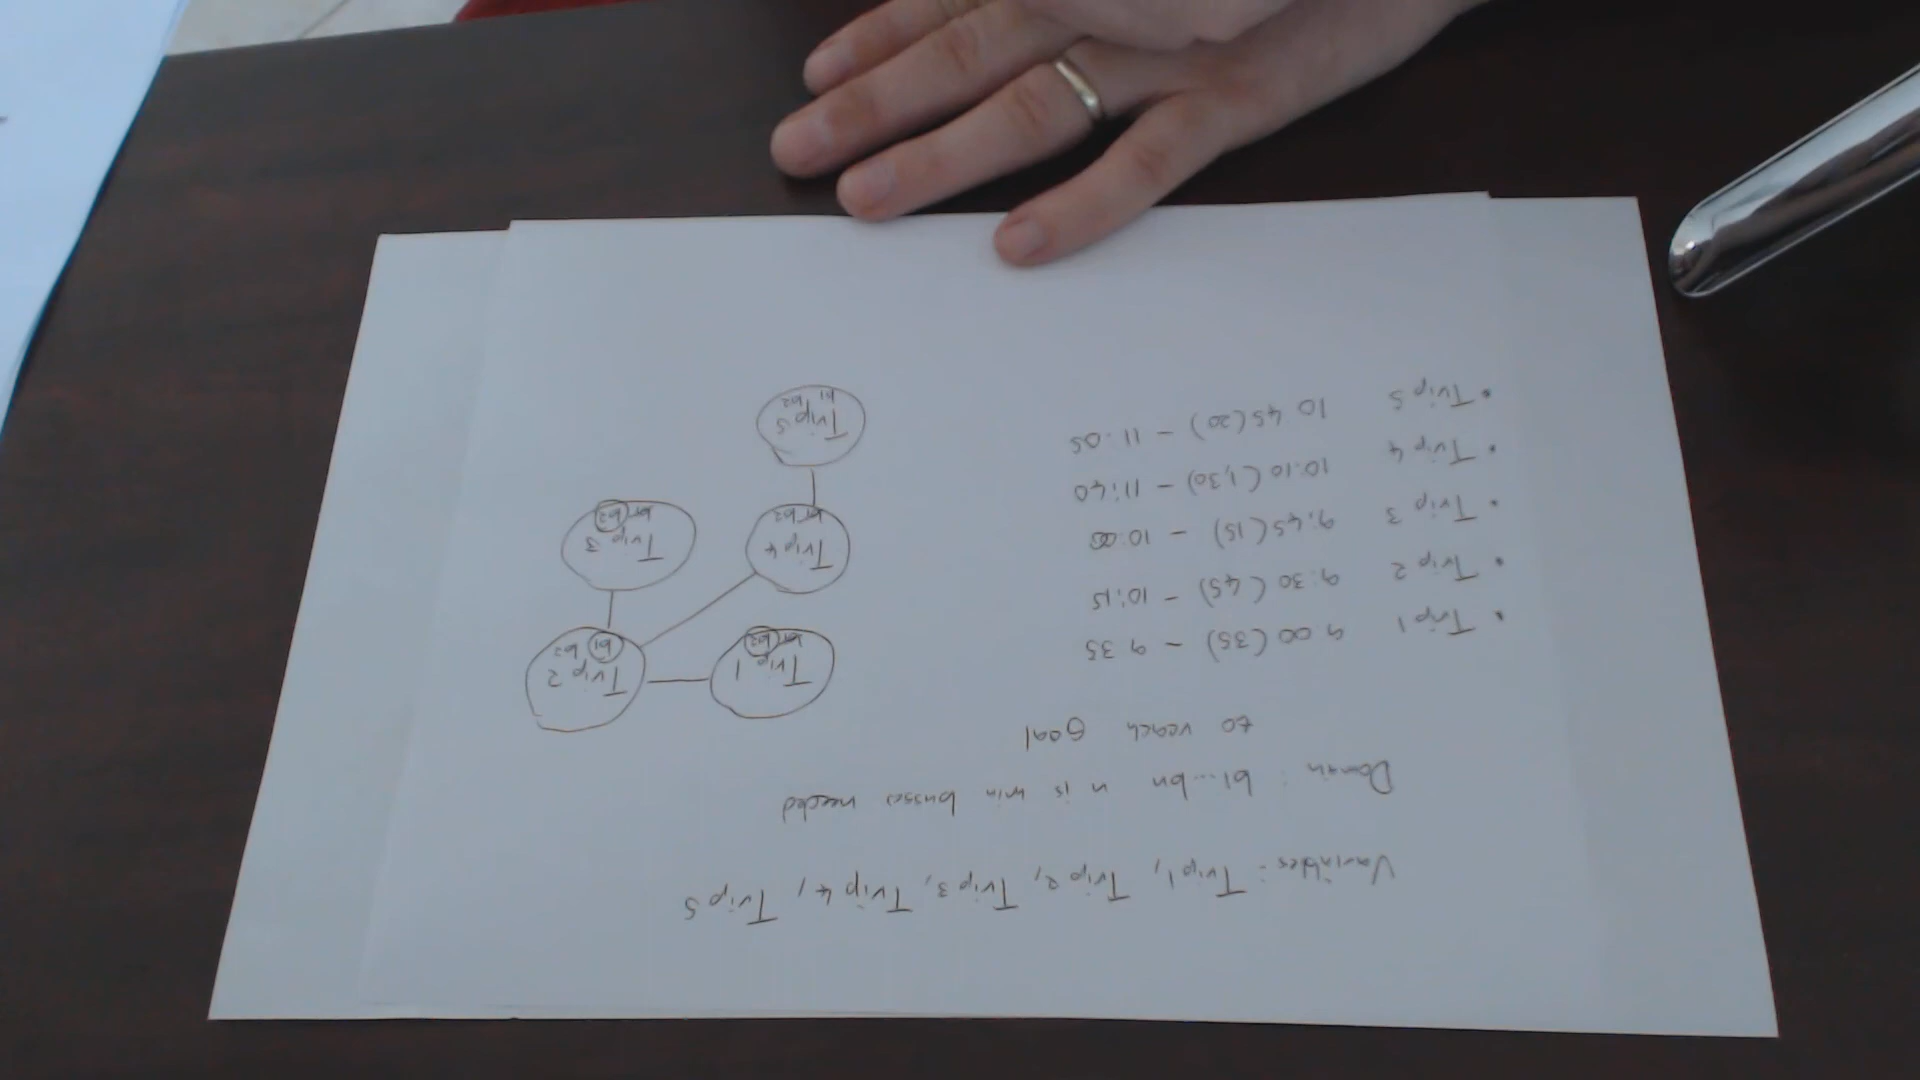 Variables: Trip1, Trip 2, Trip 3, Trip 4, Trip 5
Domain: b1...bn n is min busses needed
to reach goal
• Trip 1 9 00 (35) - 9 35
• Trip 2 9:30 (45) - 10:15
• Trip 3 9:45 (15) - 10:00
• Trip 4 10:10 (1,30) - 11:40
• Trip 5 10 45 (20) - 11:05
Trip 1
b1 b2
Trip 2
b1 b2
Trip 4
b1 b2
Trip 3
b1 b2
Trip 5
b1 b2